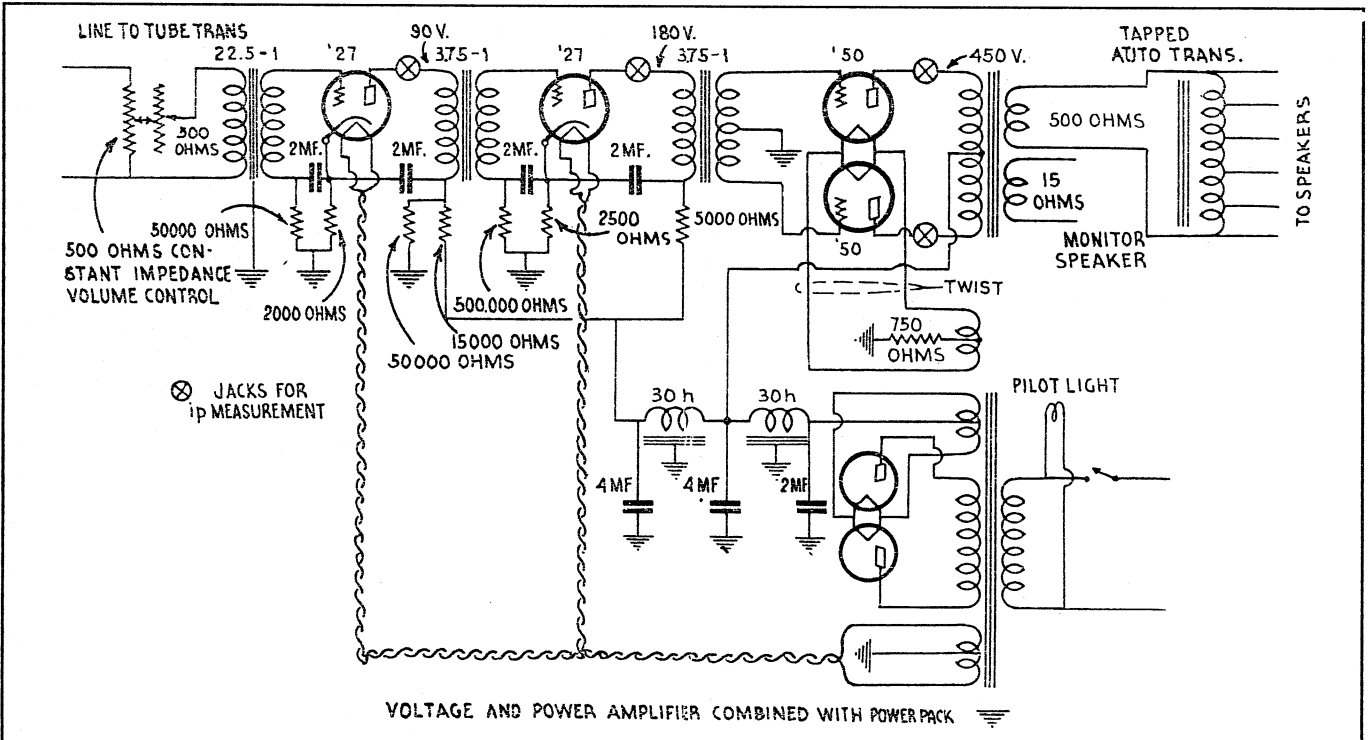 LINE TO TUBE TRANS
22.5-1
'27
90 V.
3.75-1
'27
180 V.
3.75-1
'50
450 V.
TAPPED
AUTO TRANS.
300
OHMS
2MF.
2MF.
2MF.
2MF.
500 OHMS
15
OHMS
MONITOR
SPEAKER
TO SPEAKERS
50000 OHMS
500 OHMS CON-
STANT IMPEDANCE
VOLUME CONTROL
2000 OHMS
50000 OHMS
15000 OHMS
500.000 OHMS
2500
OHMS
5000 OHMS
'50
TWIST
750
OHMS
JACKS FOR
ip MEASUREMENT
30 h
30 h
PILOT LIGHT
4MF
4MF
2MF
VOLTAGE AND POWER AMPLIFIER COMBINED WITH POWER PACK